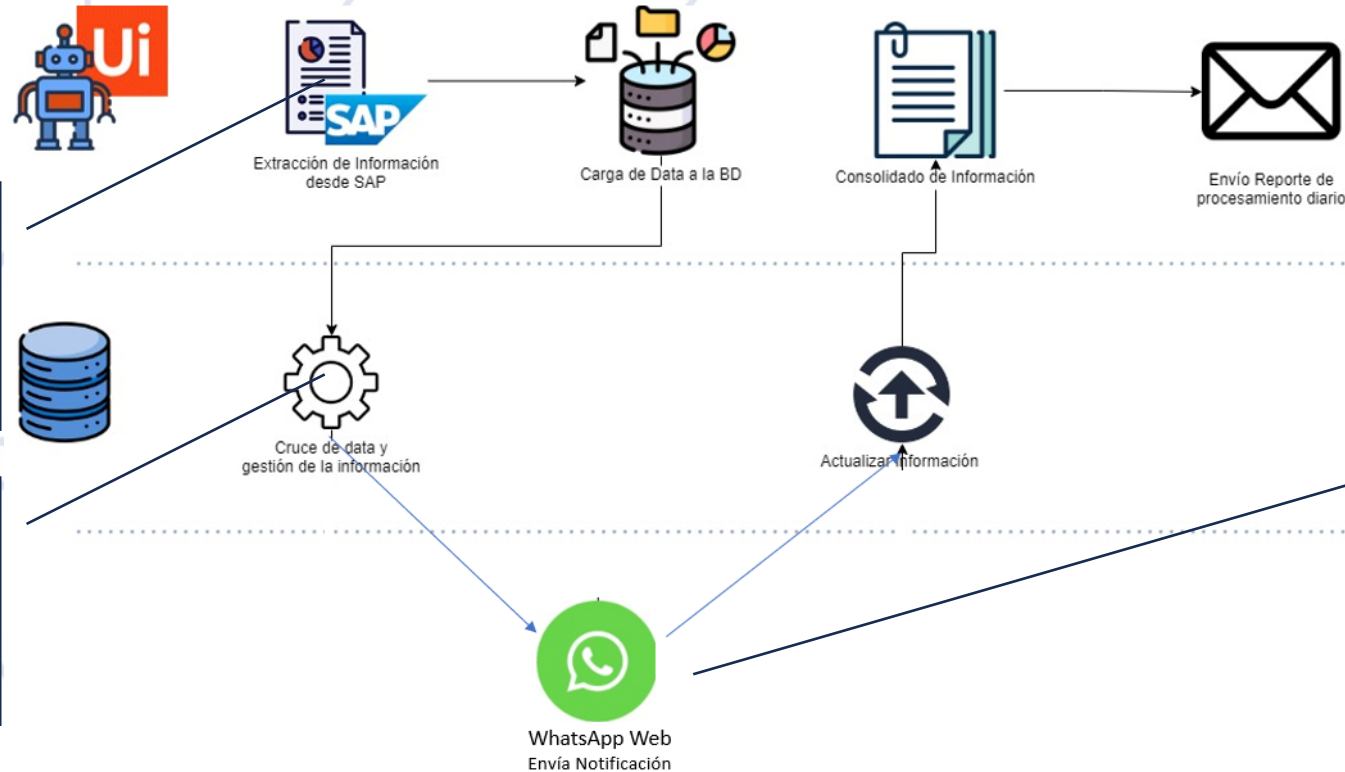 Ui
SAP
Extracción de Información
desde SAP
Carga de Data a la BD
Consolidado de Información
Envío Reporte de
procesamiento diario
Cruce de data y
gestión de la información
Actualizar Información
WhatsApp Web
Envía Notificación